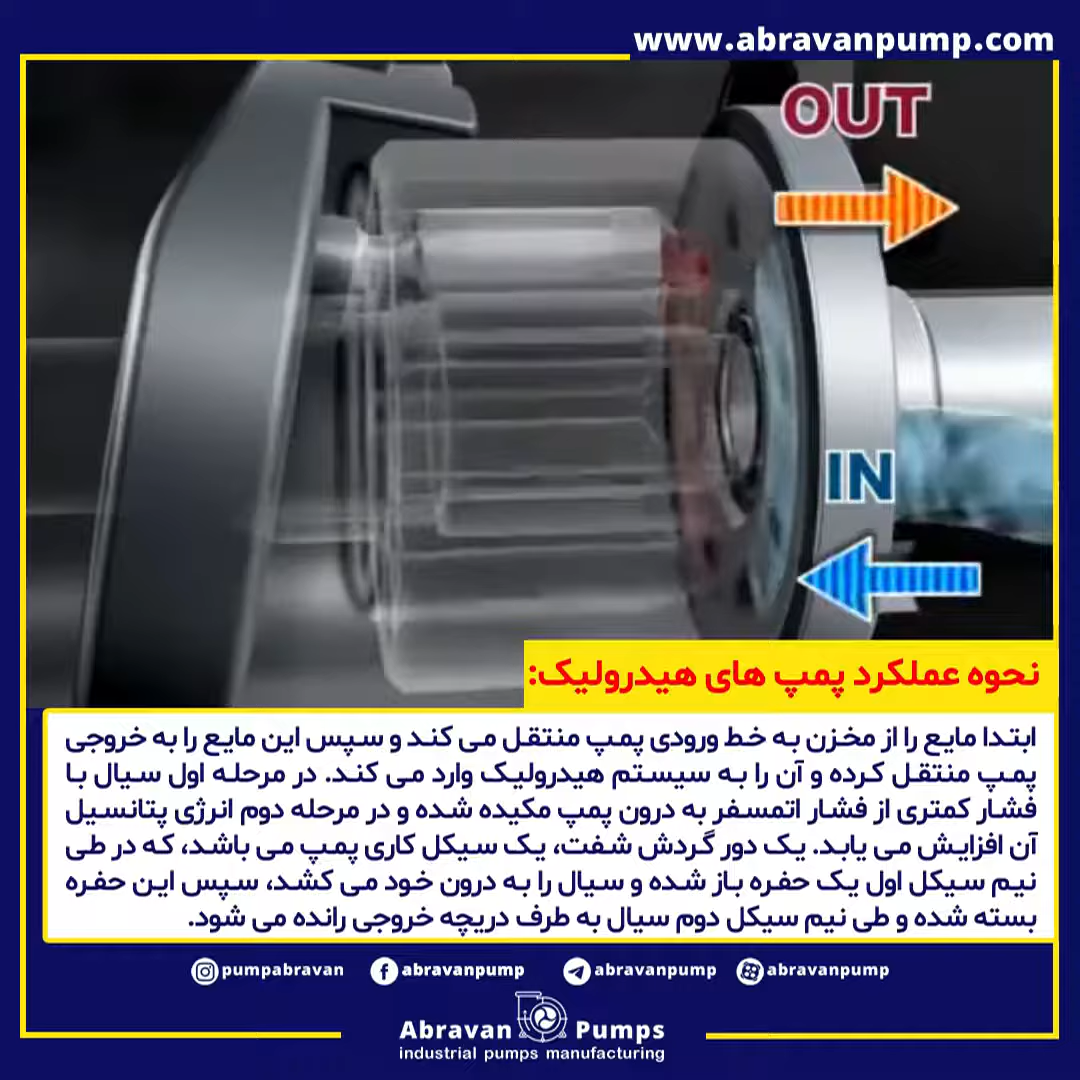 www.abravanpump.com
OUT
IN
نحوه عملکرد پمپ های هیدرولیک:
ابتدا مایع را از مخزن به خط ورودی پمپ منتقل می کند و سپس این مایع را به خروجی
پمپ منتقل کرده و آن را به سیستم هیدرولیک وارد می کند. در مرحله اول سیال با
فشار کمتری از فشار اتمسفر به درون پمپ مکیده شده و در مرحله دوم انرژی پتانسیل
آن افزایش می یابد. یک دور گردش شفت، یک سیکل کاری پمپ می باشد، که در طی
نیم سیکل اول یک حفره باز شده و سیال را به درون خود می کشد، سپس این حفره
بسته شده و طی نیم سیکل دوم سیال به طرف دریچه خروجی رانده می شود.
pumpabravan abravanpump abravanpump abravanpump
Abravan Pumps
industrial pumps manufacturing